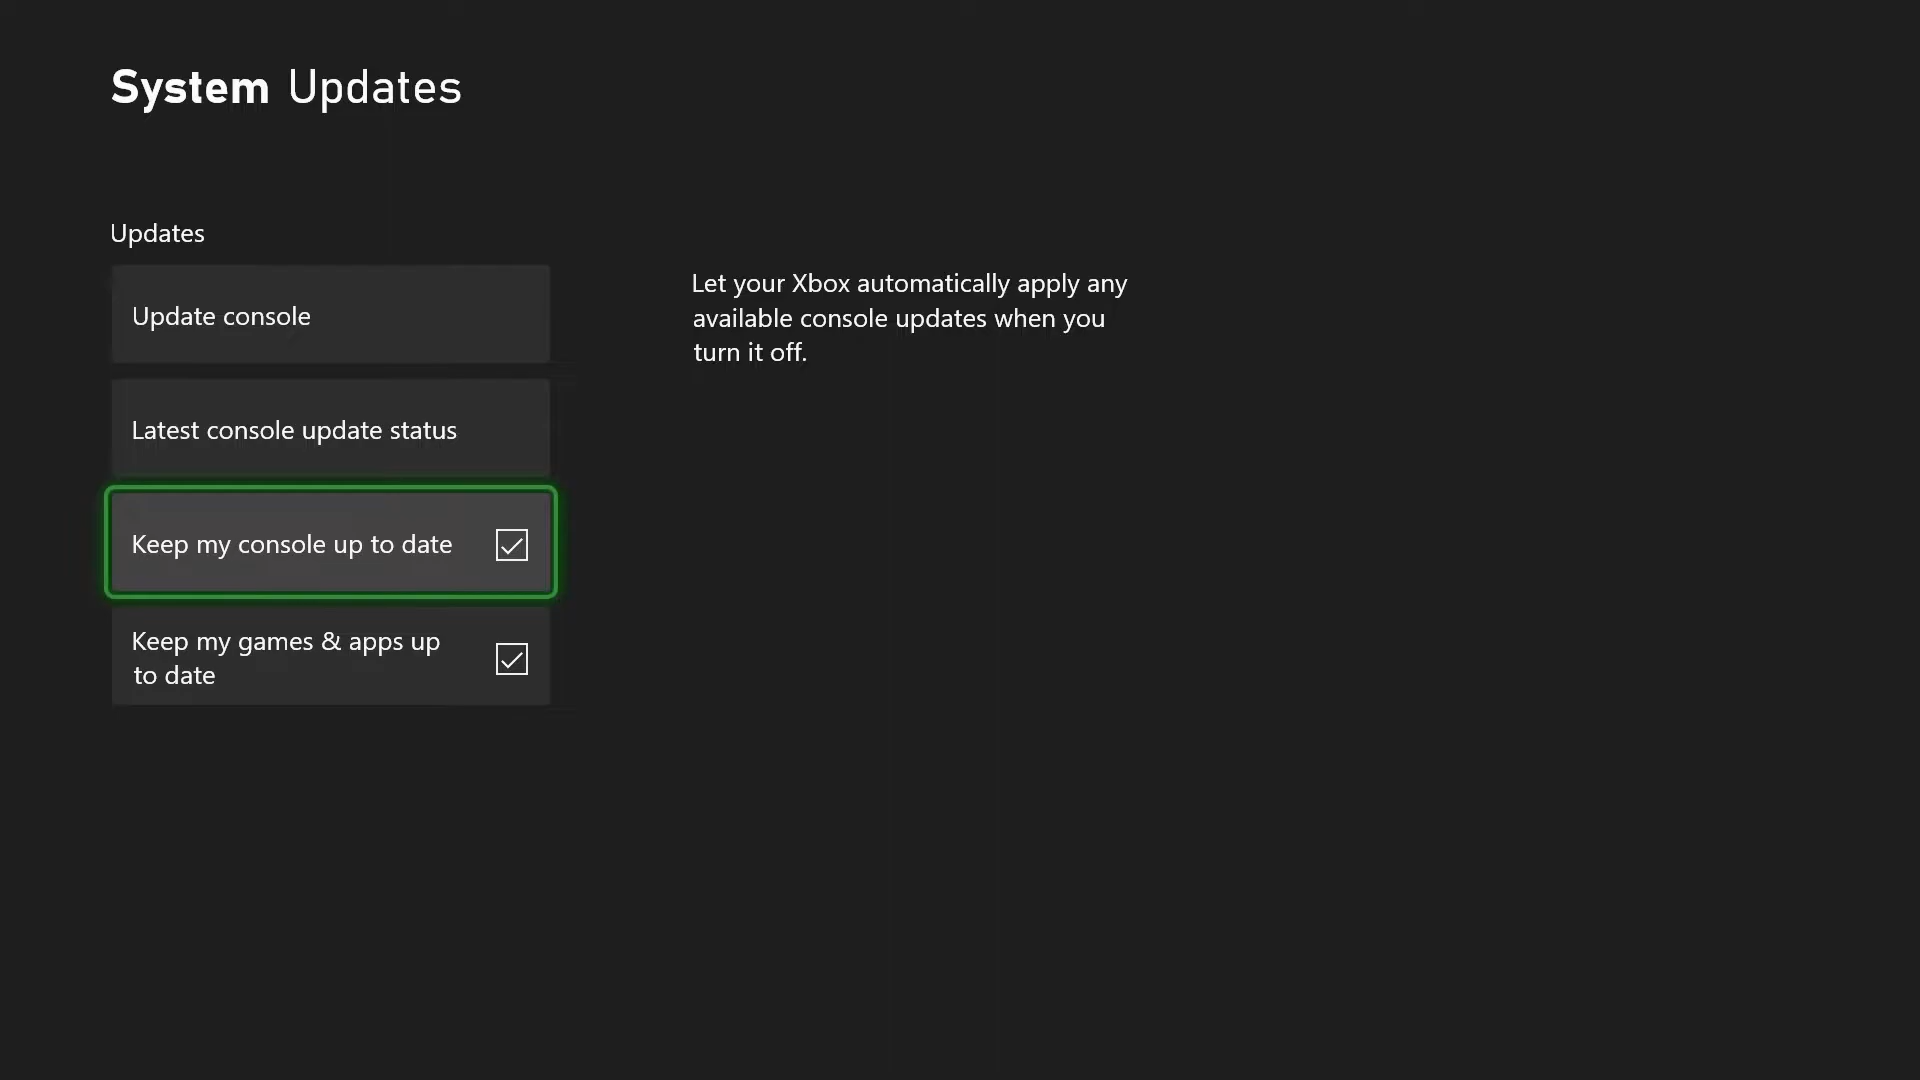 System Updates
Updates
Update console
Let your Xbox automatically apply any
available console updates when you
turn it off.
Latest console update status
Keep my console up to date
Keep my games & apps up
to date